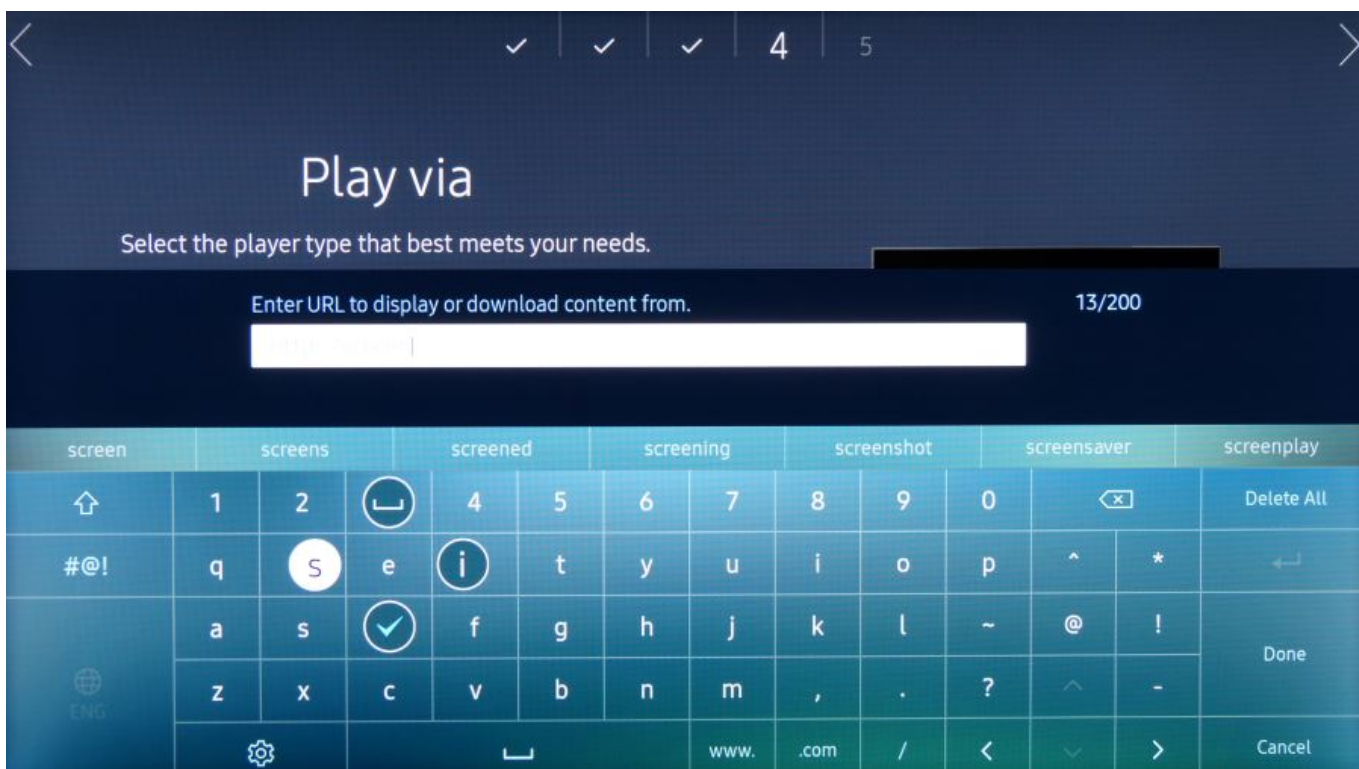 4 5
Play via
Select the player type that best meets your needs.
Enter URL to display or download content from. 13/200
screen screens screened screening screenshot screensaver screenplay
1 2 4 5 6 7 8 9 0 Delete All
#@! q s e i t y u i o p ^ *
a s f g h j k l ~ @ !
Done
z x c v b n m , . ? ^ -
ENG
www. .com / < > Cancel